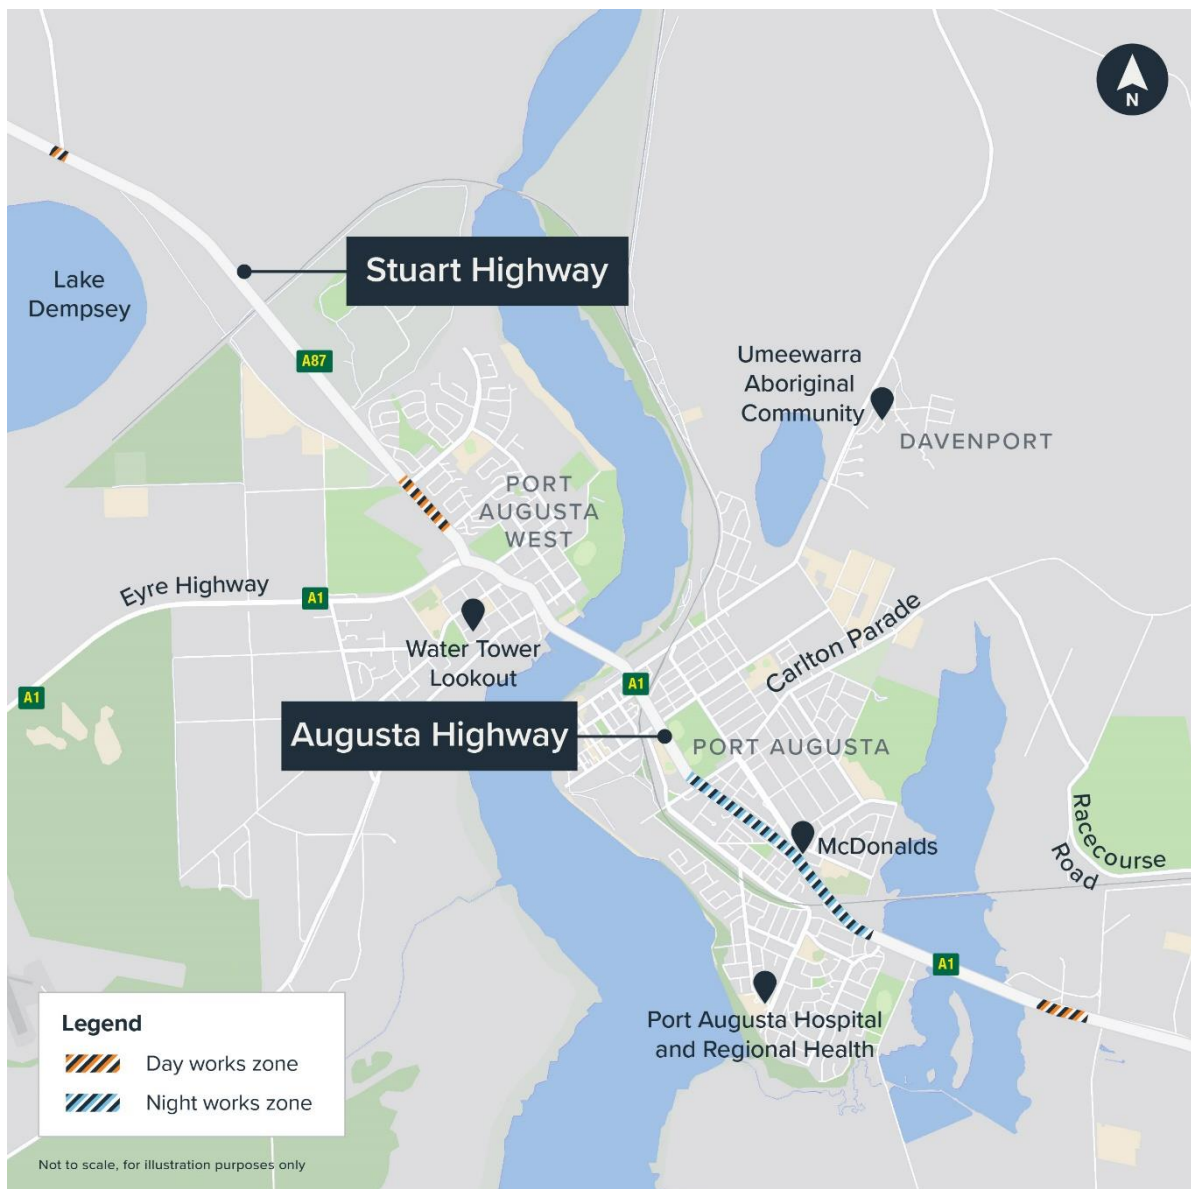 N
Stuart Highway
Lake
Dempsey
A87
Umeewarra
Aboriginal
Community
DAVENPORT
PORT
AUGUSTA
WEST
Eyre Highway
A1
Carlton Parade
Water Tower
Lookout
A1
A1
Augusta Highway
PORT AUGUSTA
Racecourse
Road
McDonalds
A1
Port Augusta Hospital
and Regional Health
Legend
Day works zone
Night works zone
Not to scale, for illustration purposes only